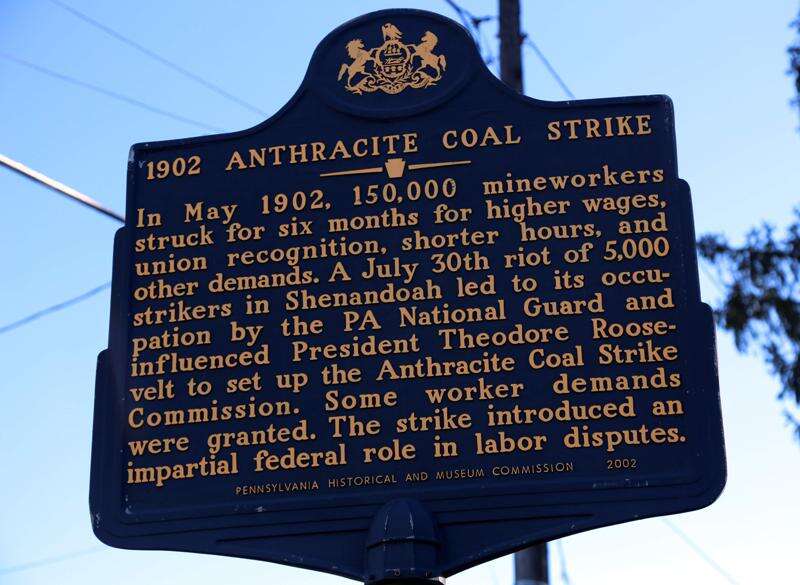 1902 ANTHRACITE COAL STRIKE
In May 1902, 150,000 mineworkers
struck for six months for higher wages,
union recognition, shorter hours, and
other demands. A July 30th riot of 5,000
strikers in Shenandoah led to its occu-
pation by the PA National Guard and
influenced President Theodore Roose-
velt to set up the Anthracite Coal Strike
Commission. Some worker demands
were granted. The strike introduced an
impartial federal role in labor disputes.
PENNSYLVANIA HISTORICAL AND MUSEUM COMMISSION 2002